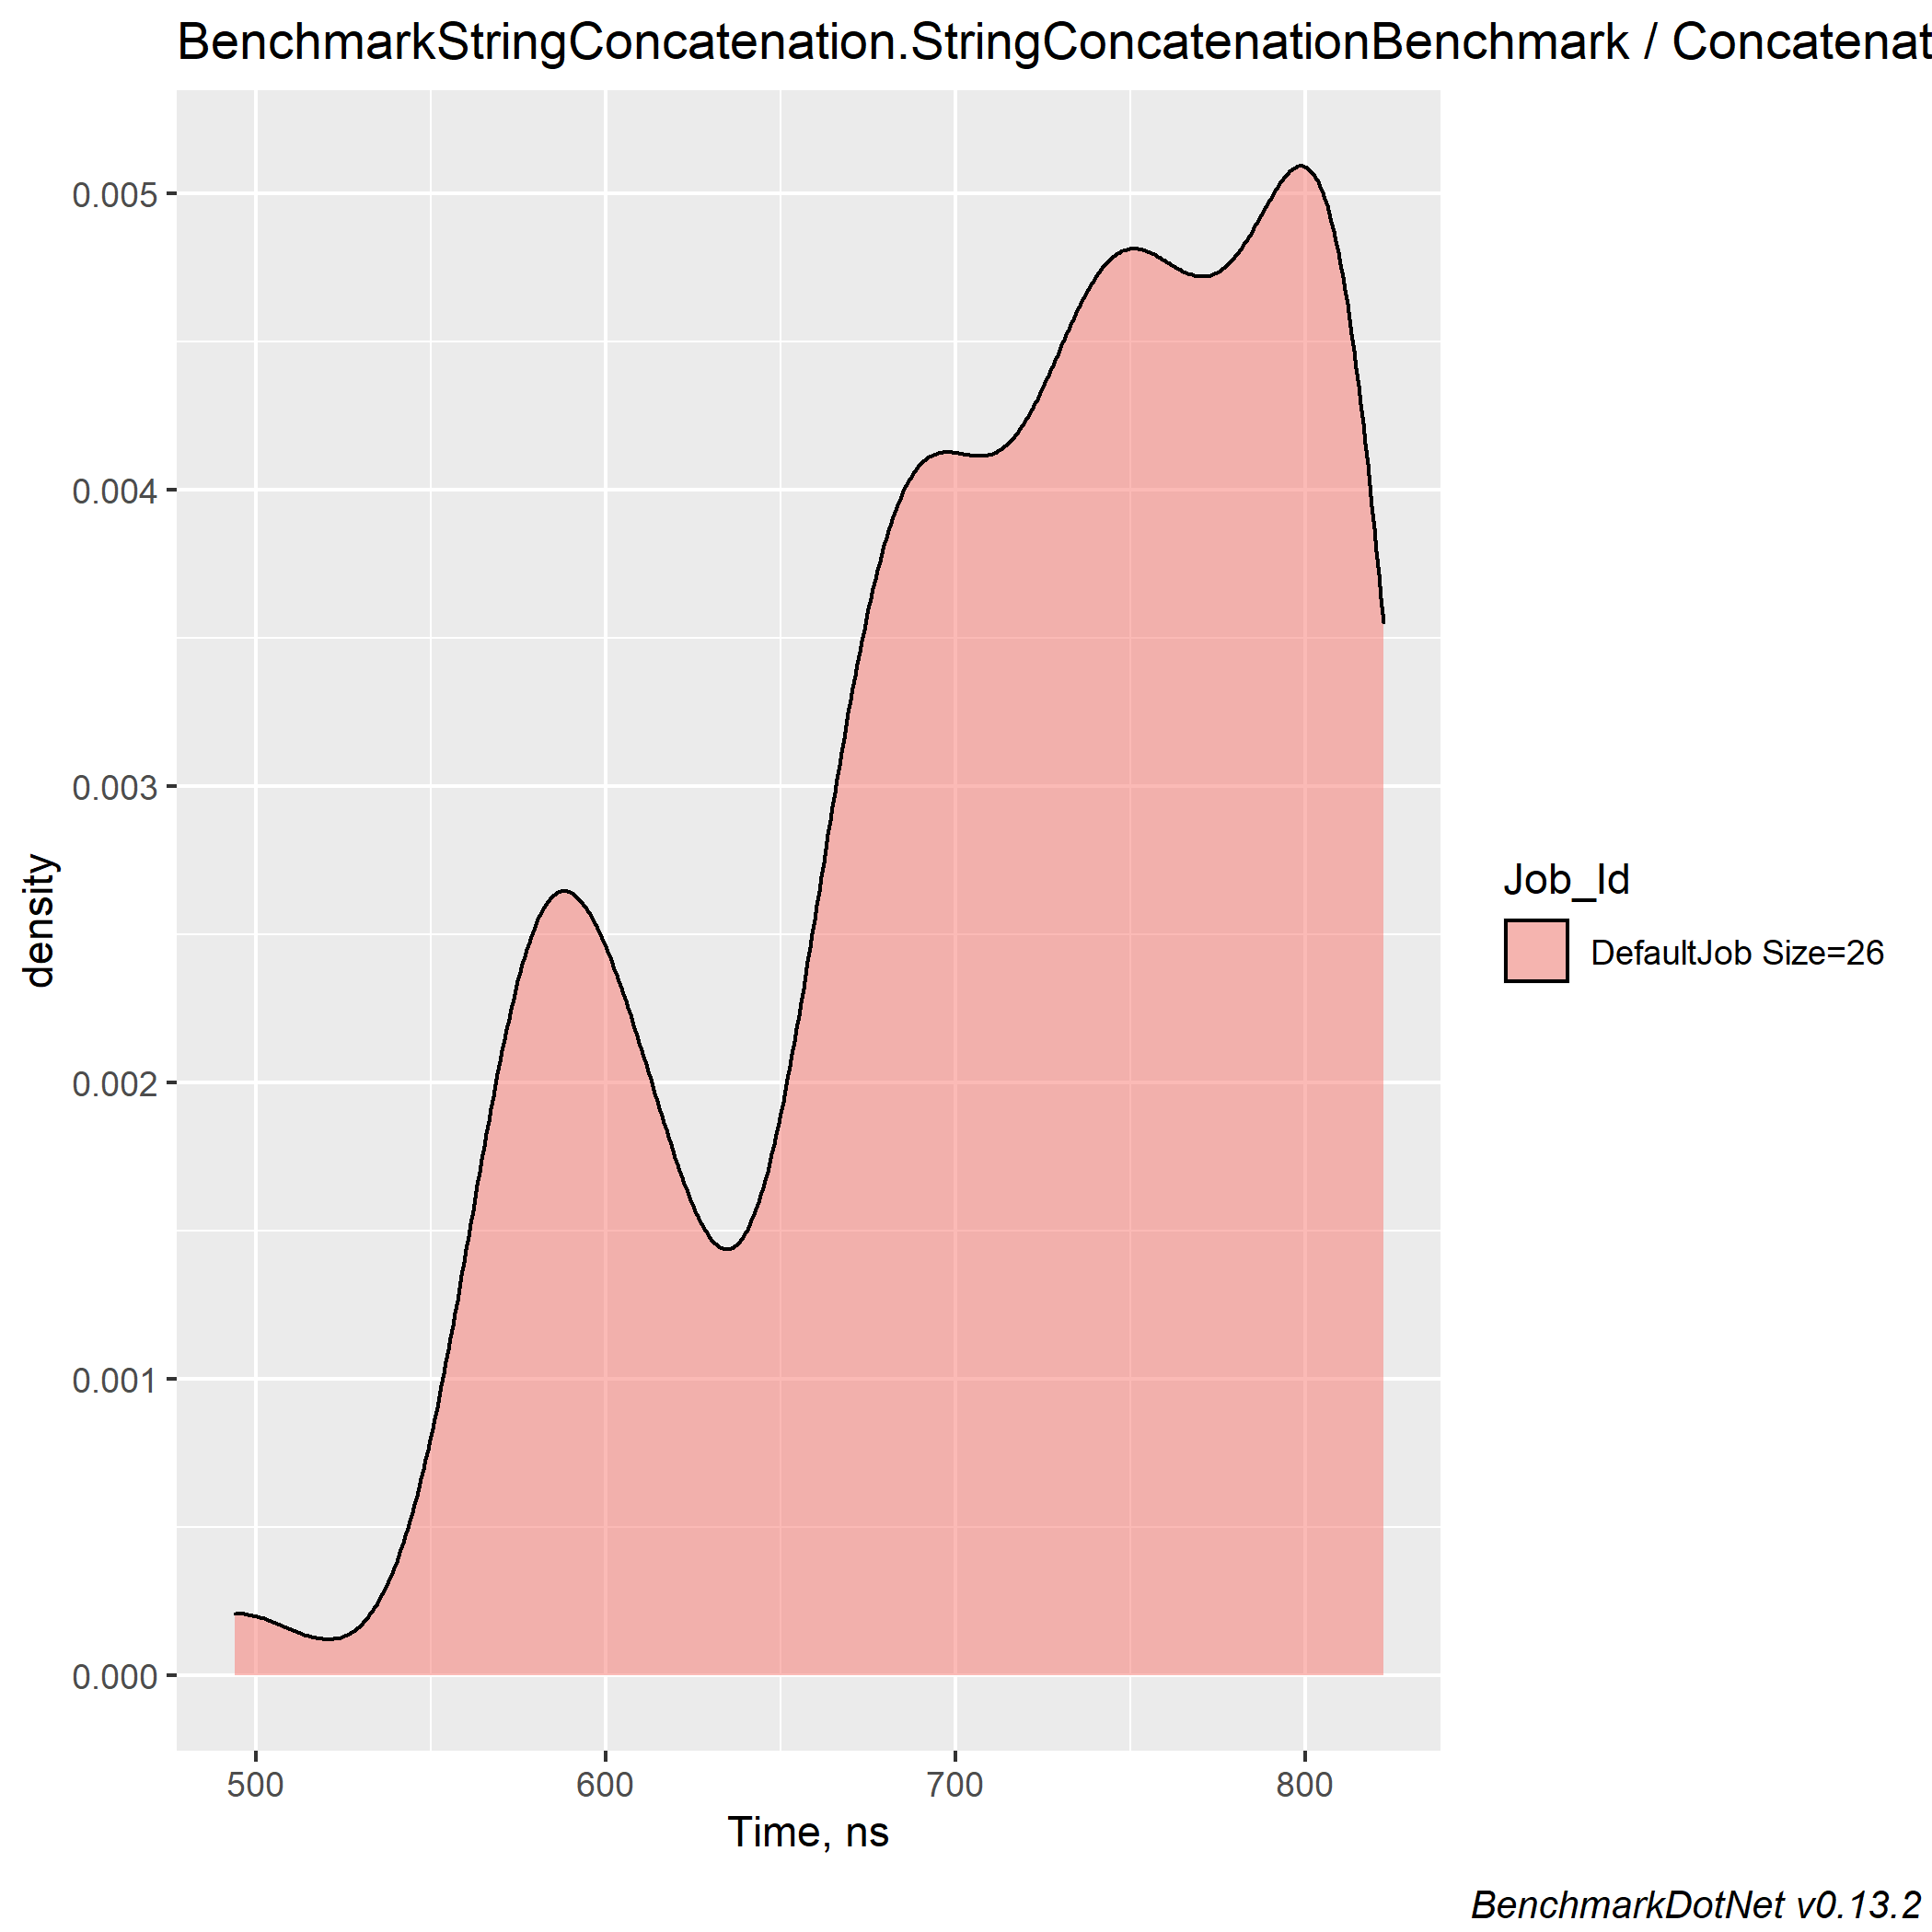 BenchmarkStringConcatenation.StringConcatenationBenchmark / Concatenat
0.005
0.004
0.003
0.002
0.001
0.000
density
500 600 700 800
Time, ns
Job_Id
DefaultJob Size=26
BenchmarkDotNet v0.13.2